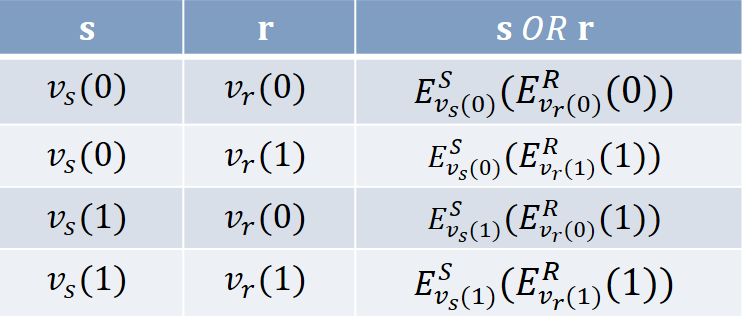 s r s OR r
v_s(0) v_r(0) E^S_{v_s(0)}(E^R_{v_r(0)}(0))
v_s(0) v_r(1) E^S_{v_s(0)}(E^R_{v_r(1)}(1))
v_s(1) v_r(0) E^S_{v_s(1)}(E^R_{v_r(0)}(1))
v_s(1) v_r(1) E^S_{v_s(1)}(E^R_{v_r(1)}(1))